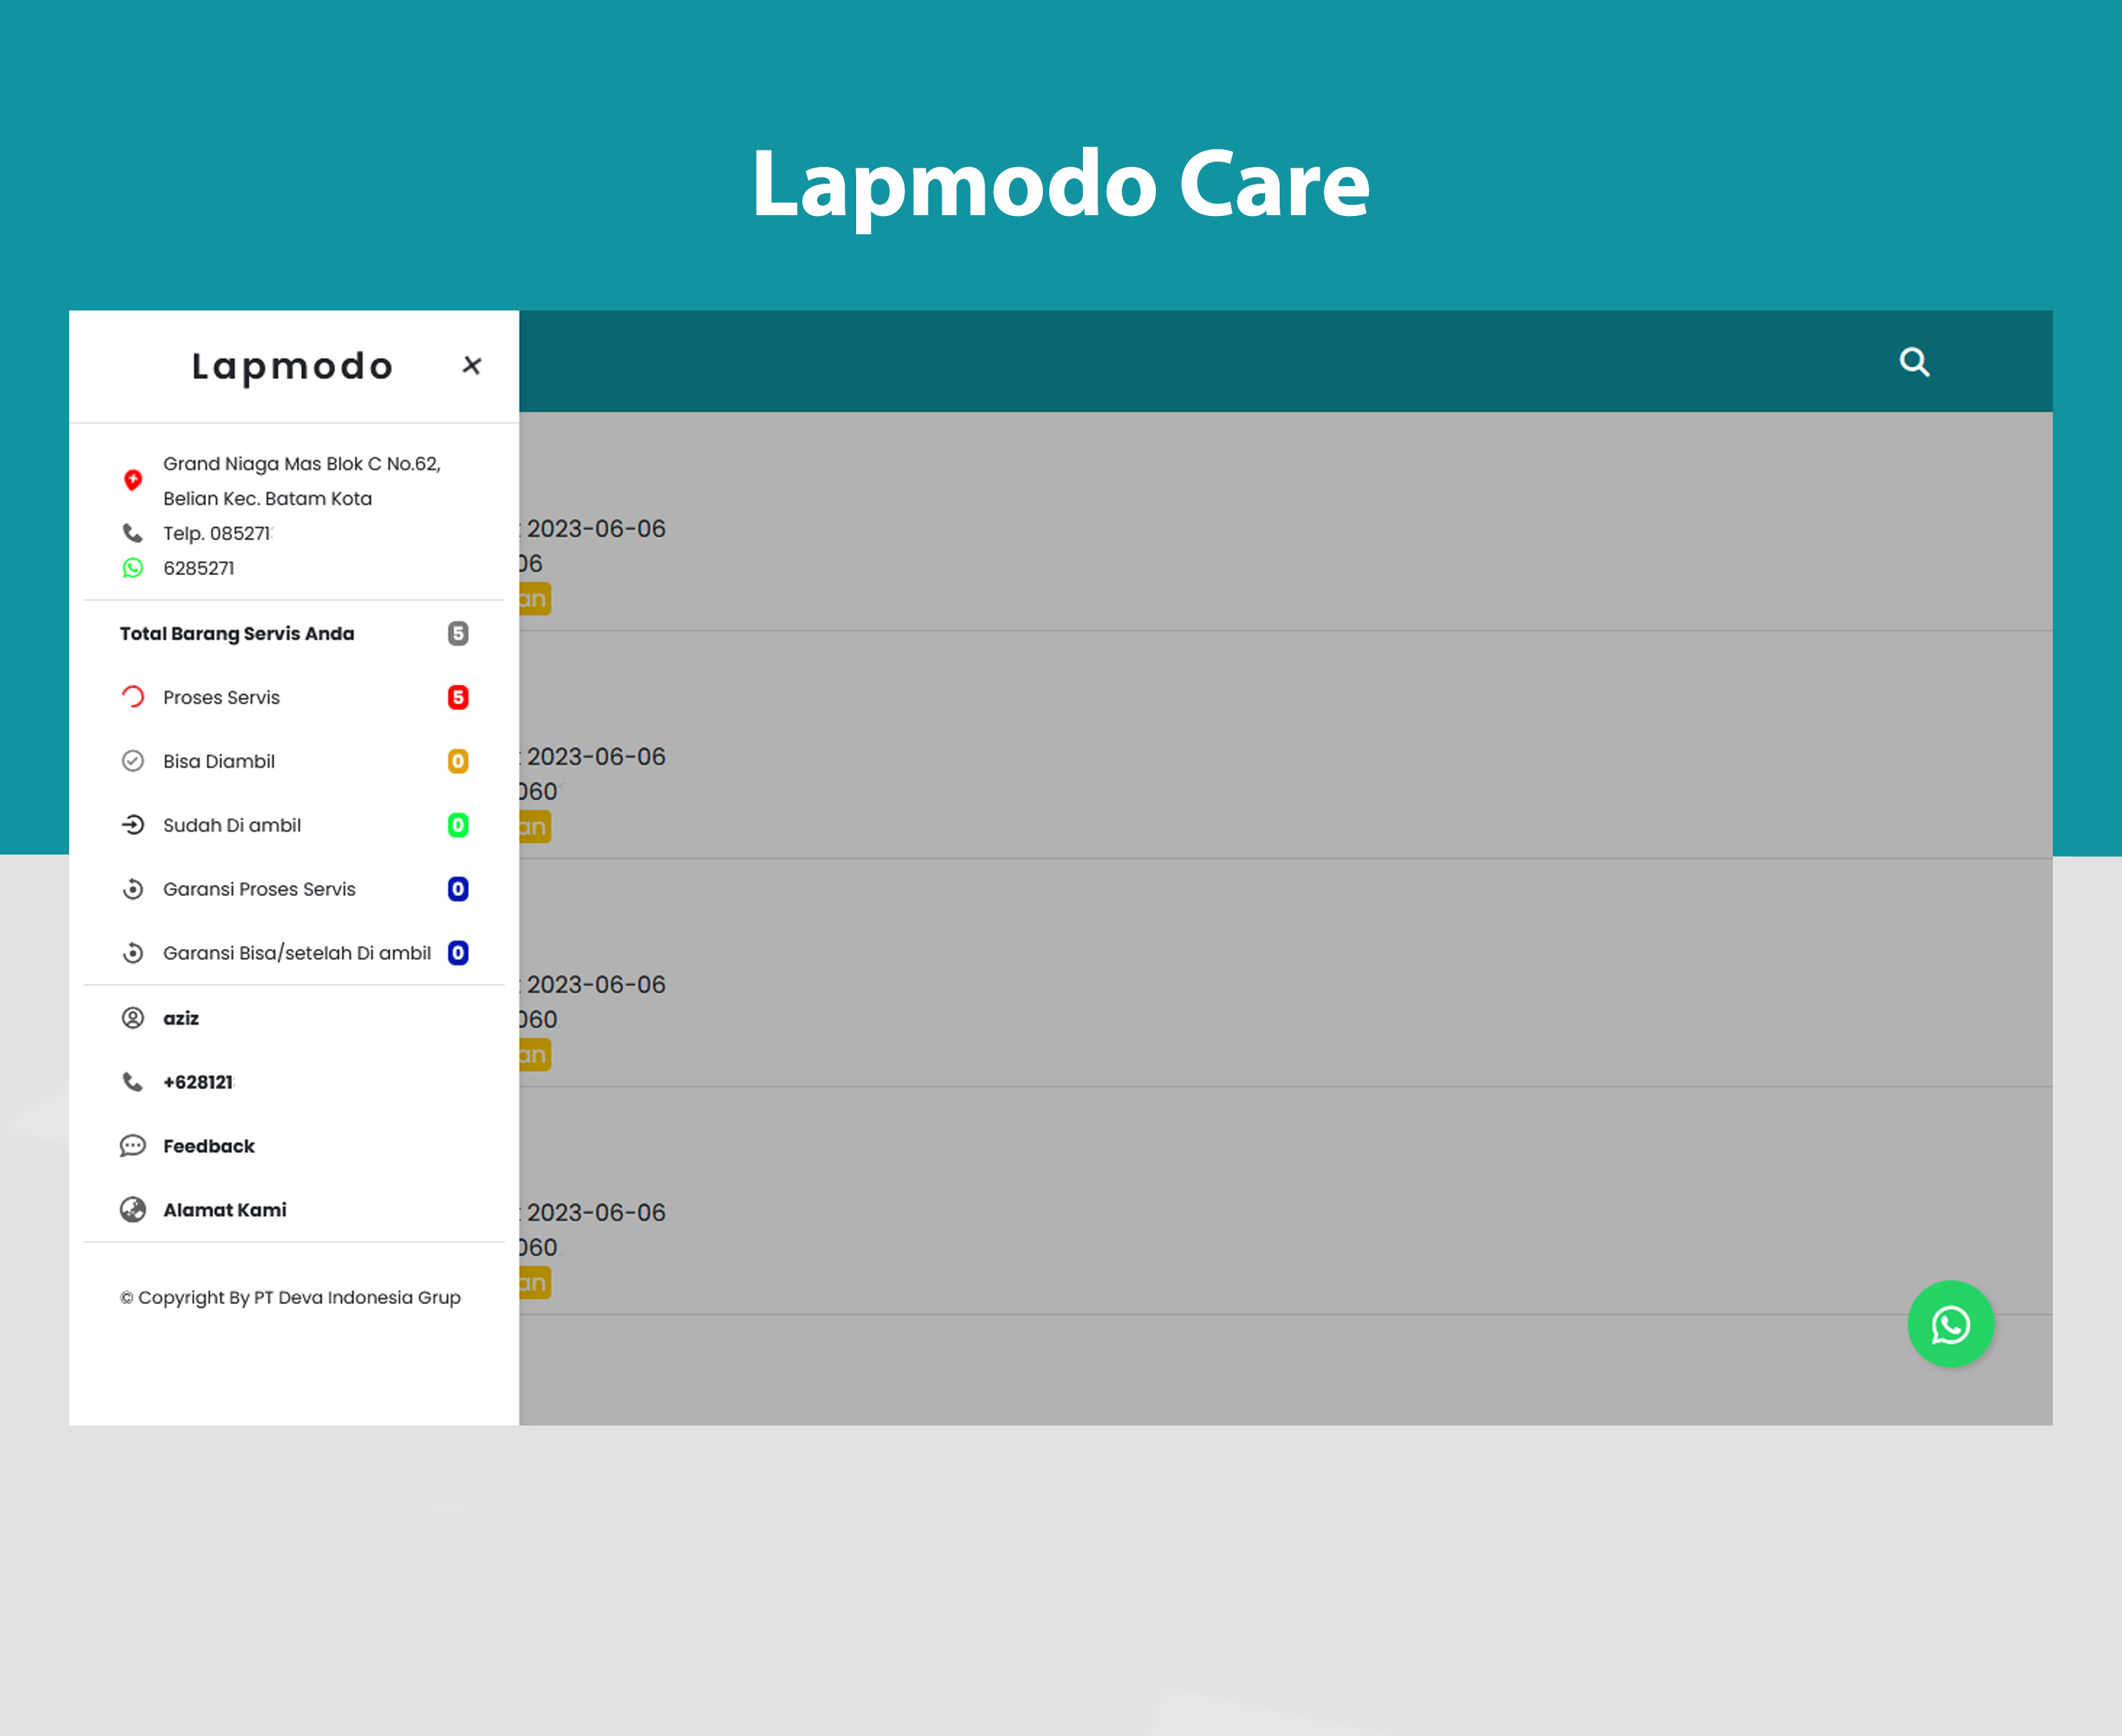 Lapmodo Care
Lapmodo
Grand Niaga Mas Blok C No.62,
Belian Kec. Batam Kota
Telp. 085271
6285271
Total Barang Servis Anda 5
Proses Servis 5
Bisa Diambil 0
Sudah Di ambil 0
Garansi Proses Servis 0
Garansi Bisa/setelah Di ambil 0
aziz
+628121
Feedback
Alamat Kami
© Copyright By PT Deva Indonesia Grup
: 2023-06-06
06
an
: 2023-06-06
060
an
: 2023-06-06
060
an
: 2023-06-06
060
an